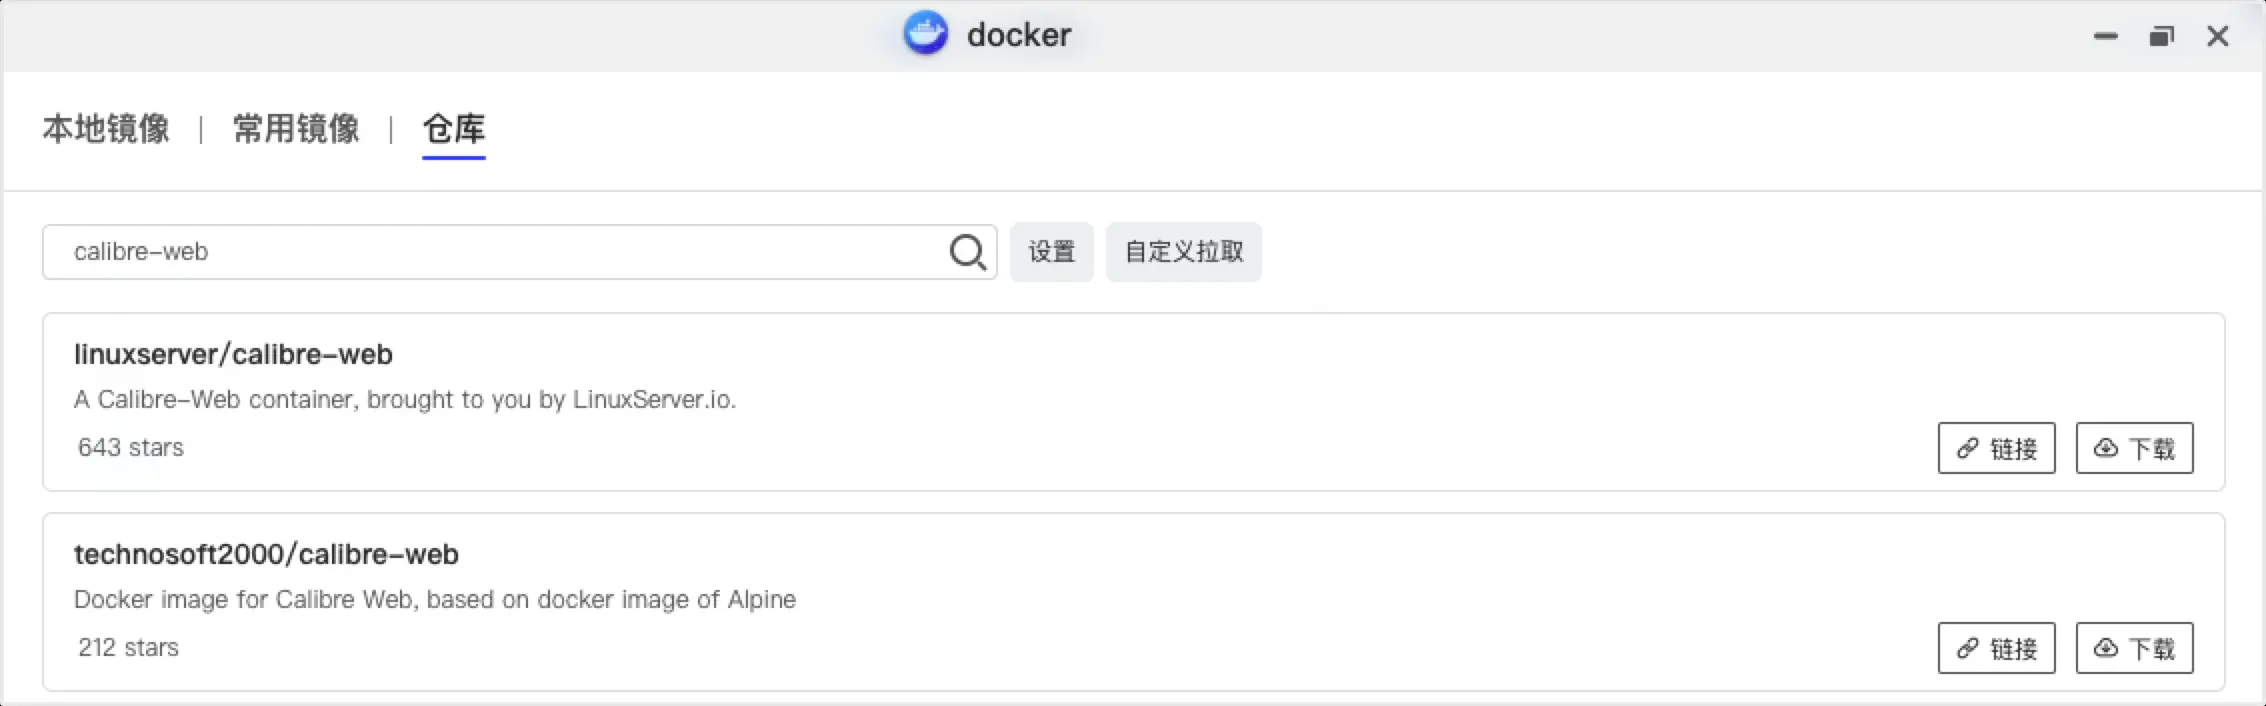 docker
本地镜像 | 常用镜像 | 仓库
calibre-web 设置 自定义拉取
linuxserver/calibre-web
A Calibre-Web container, brought to you by LinuxServer.io.
643 stars 链接 下载
technosoft2000/calibre-web
Docker image for Calibre Web, based on docker image of Alpine
212 stars 链接 下载